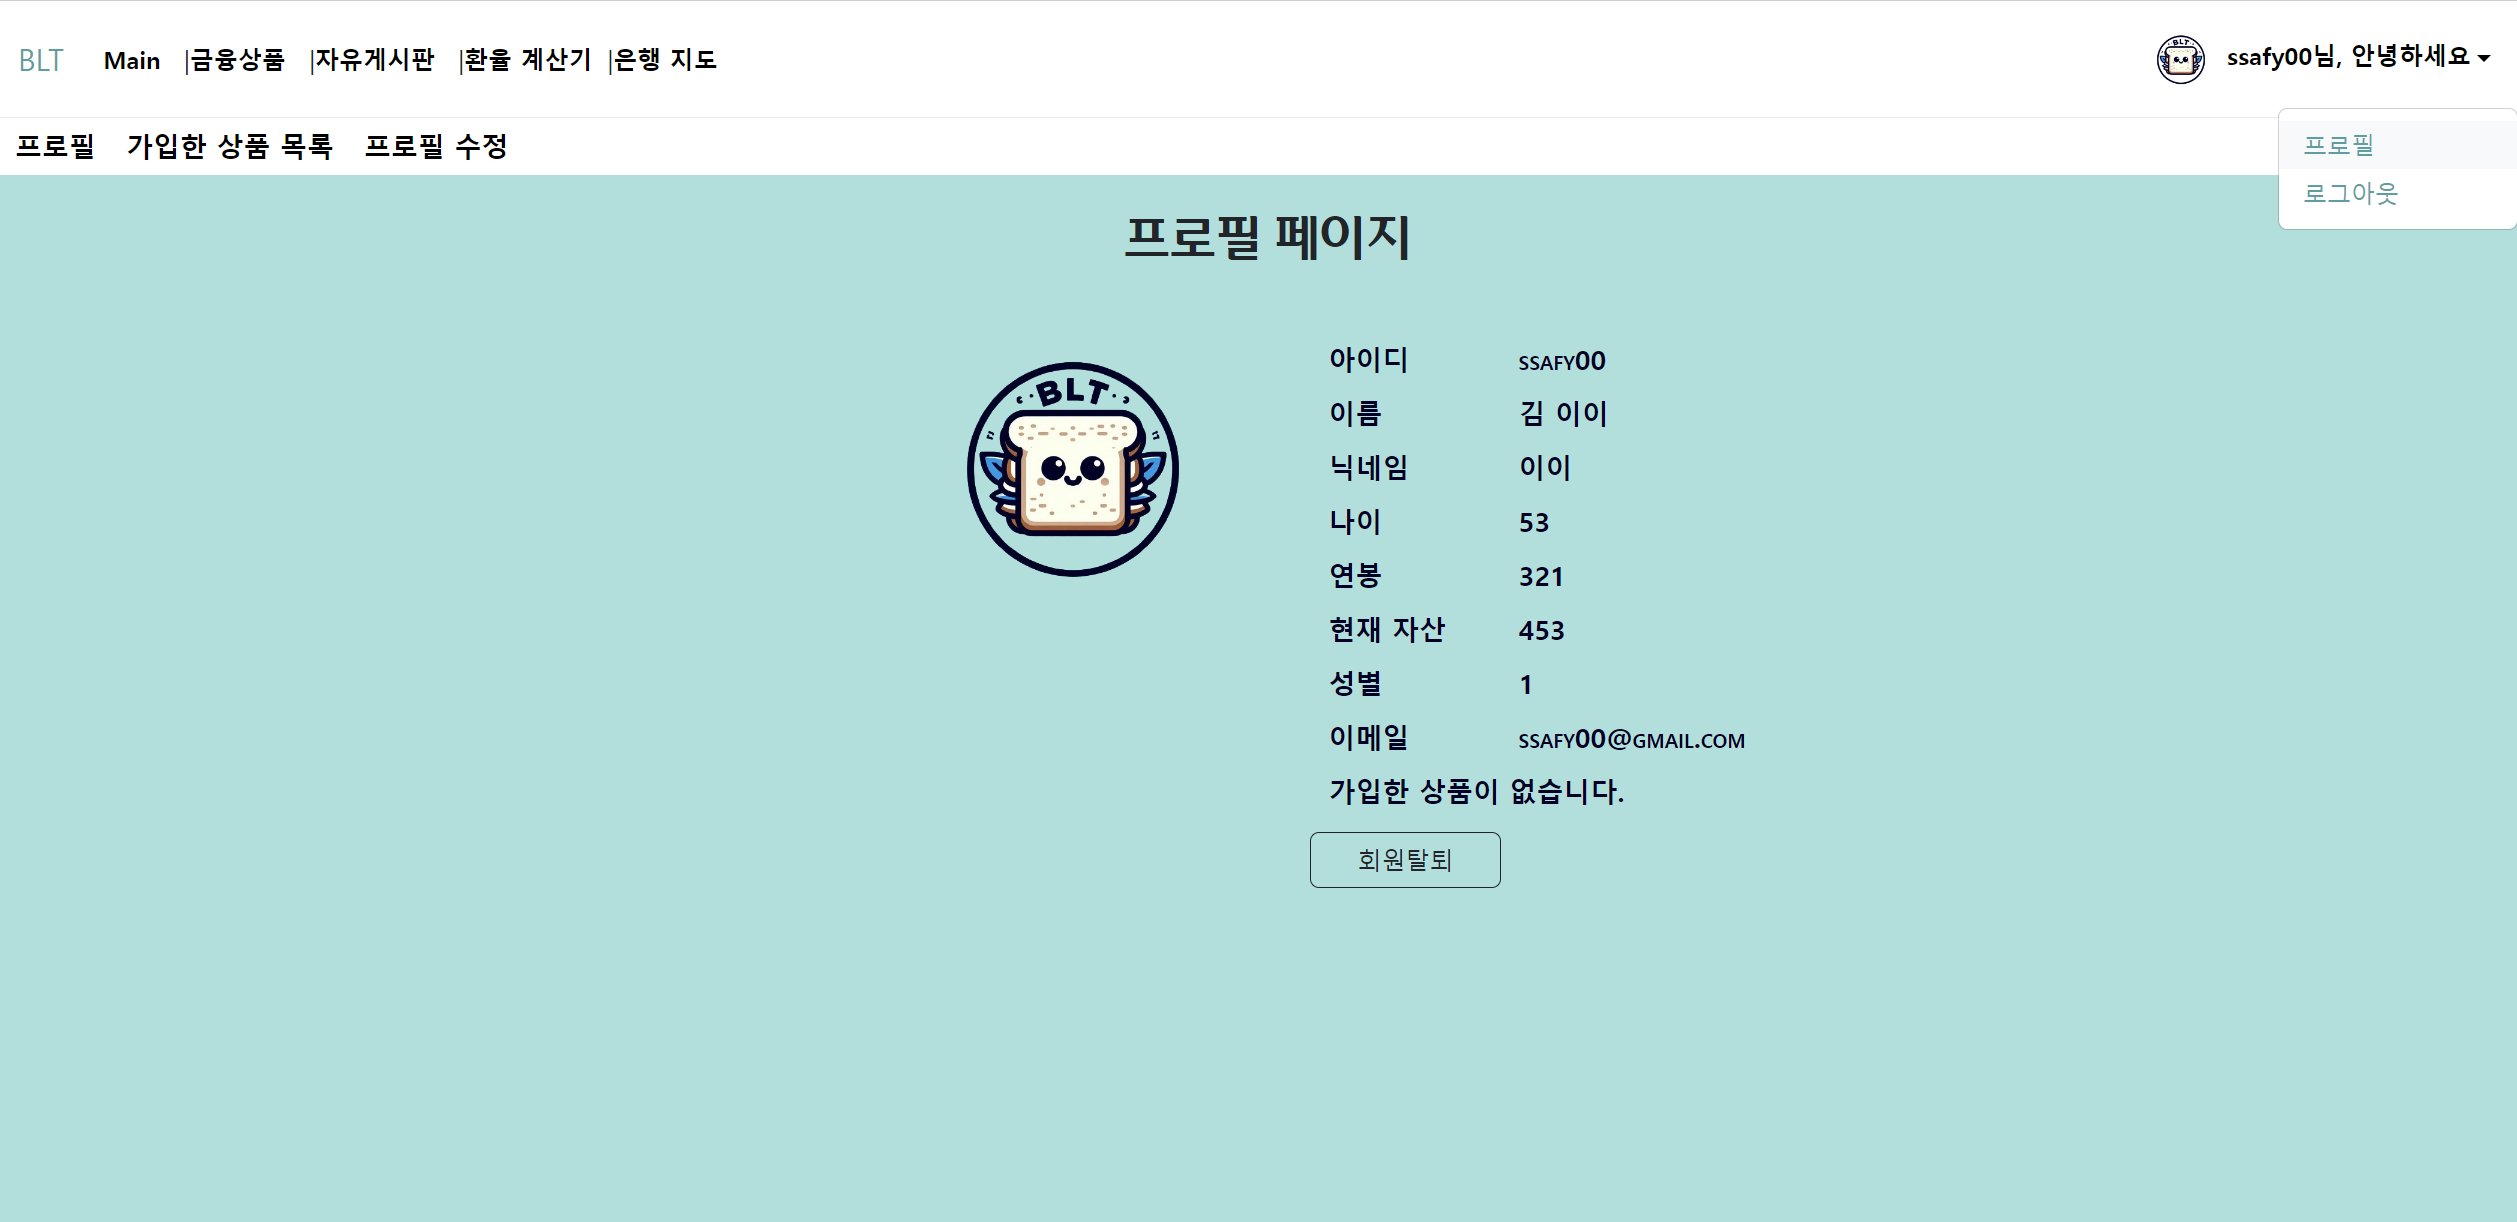 BLT Main |금융상품 |자유게시판 |환율 계산기 |은행 지도 BLT ssafy00님, 안녕하세요
프로필 가입한 상품 목록 프로필 수정
프로필
로그아웃
프로필 페이지
BLT
아이디 SSAFY00
이름 김 이이
닉네임 이이
나이 53
연봉 321
현재 자산 453
성별 1
이메일 SSAFY00@GMAIL.COM
가입한 상품이 없습니다.
회원탈퇴